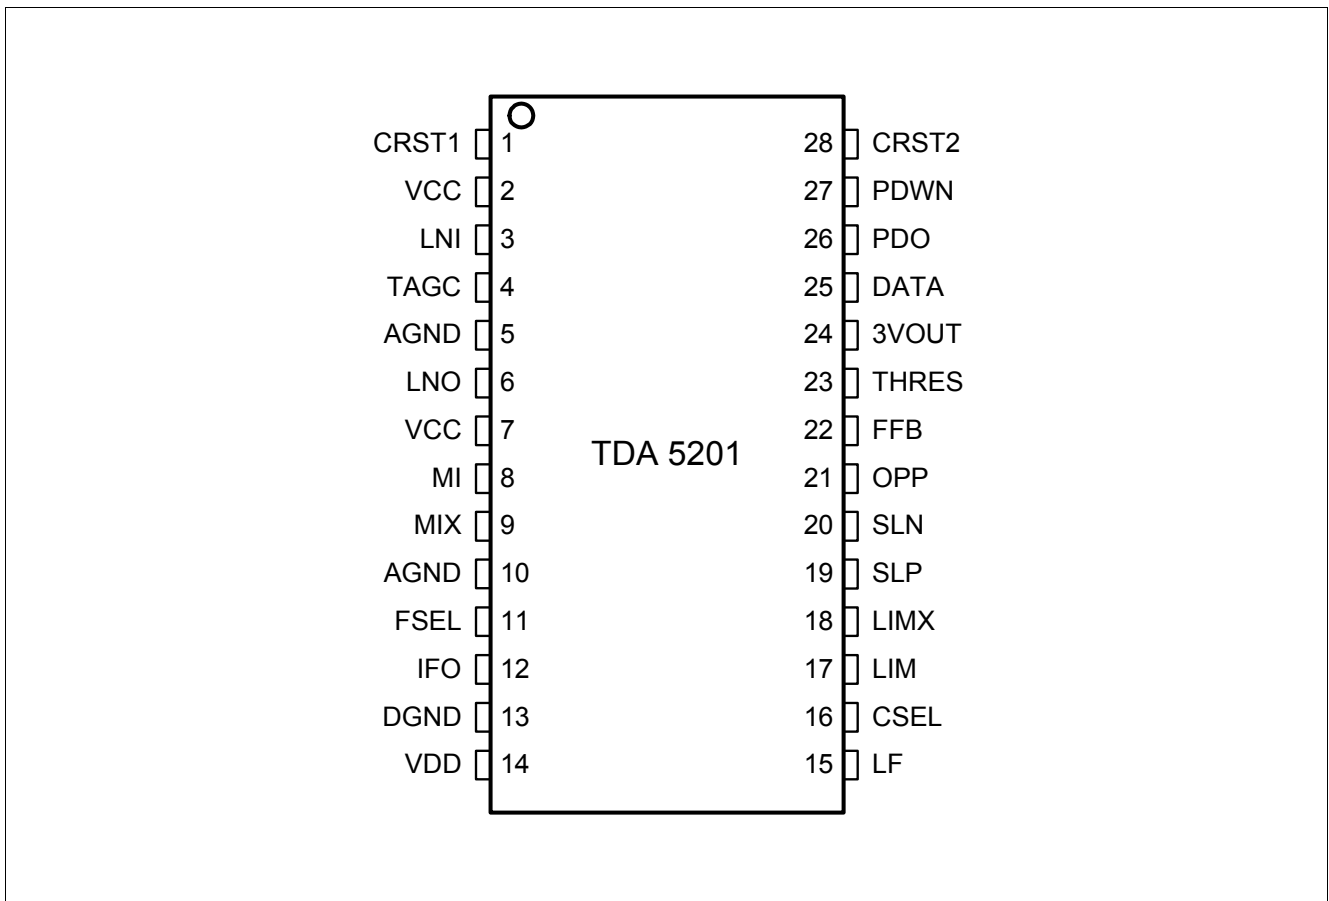 CRST1 1 28 CRST2
VCC 2 27 PDWN
LNI 3 26 PDO
TAGC 4 25 DATA
AGND 5 24 3VOUT
LNO 6 23 THRES
VCC 7 22 FFB
TDA 5201
MI 8 21 OPP
MIX 9 20 SLN
AGND 10 19 SLP
FSEL 11 18 LIMX
IFO 12 17 LIM
DGND 13 16 CSEL
VDD 14 15 LF